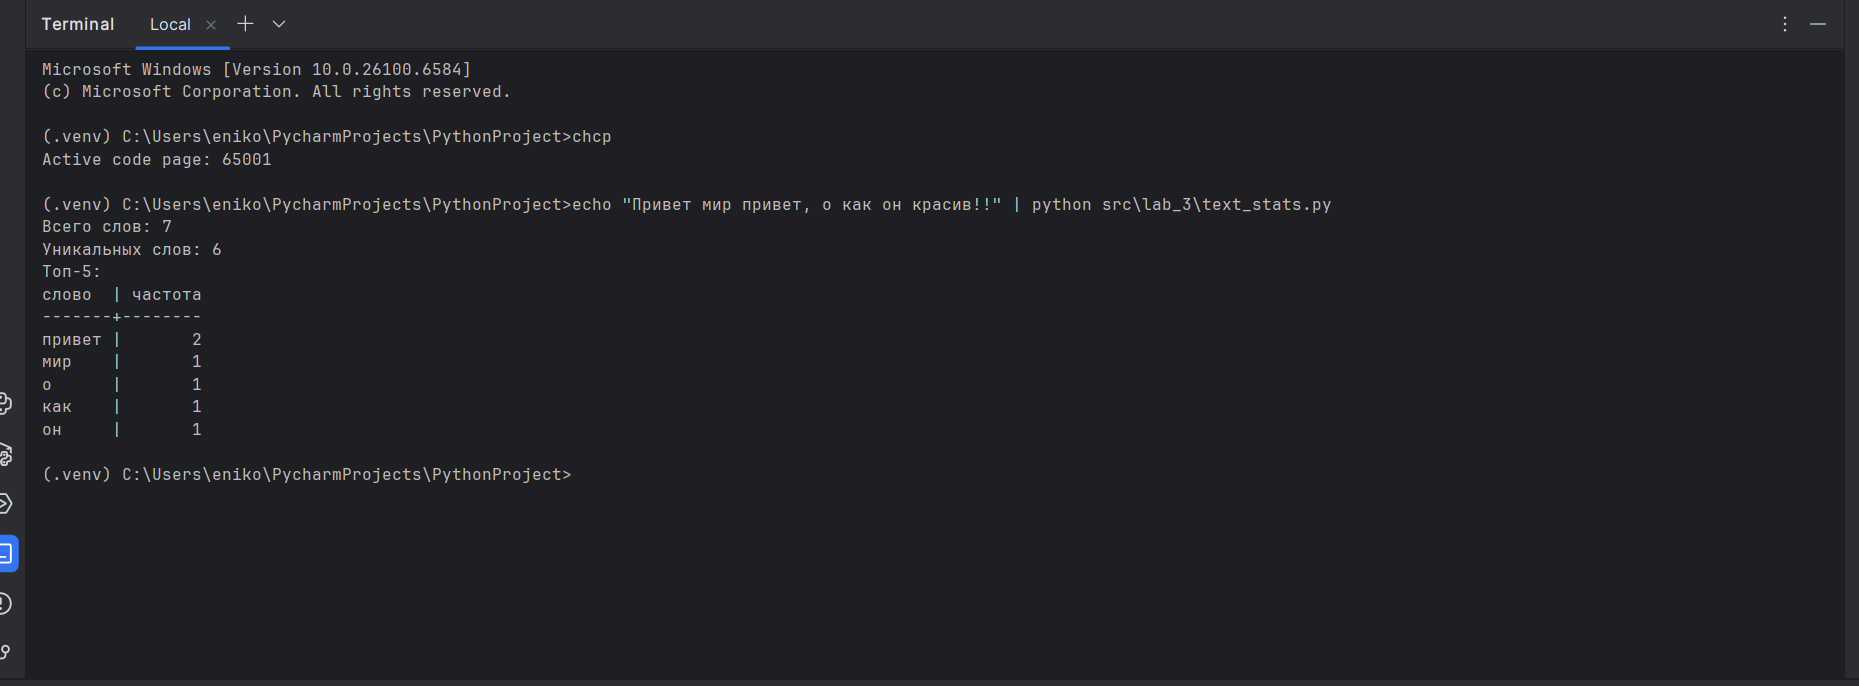 Terminal Local
Microsoft Windows [Version 10.0.26100.6584]
(c) Microsoft Corporation. All rights reserved.
(.venv) C:\Users\eniko\PycharmProjects\PythonProject>chcp
Active code page: 65001
(.venv) C:\Users\eniko\PycharmProjects\PythonProject>echo "Привет мир привет, о как он красив!!" | python src\lab_3\text_stats.py
Всего слов: 7
Уникальных слов: 6
Топ-5:
слово  | частота
-------+--------
привет |       2
мир    |       1
о      |       1
как    |       1
он     |       1
(.venv) C:\Users\eniko\PycharmProjects\PythonProject>